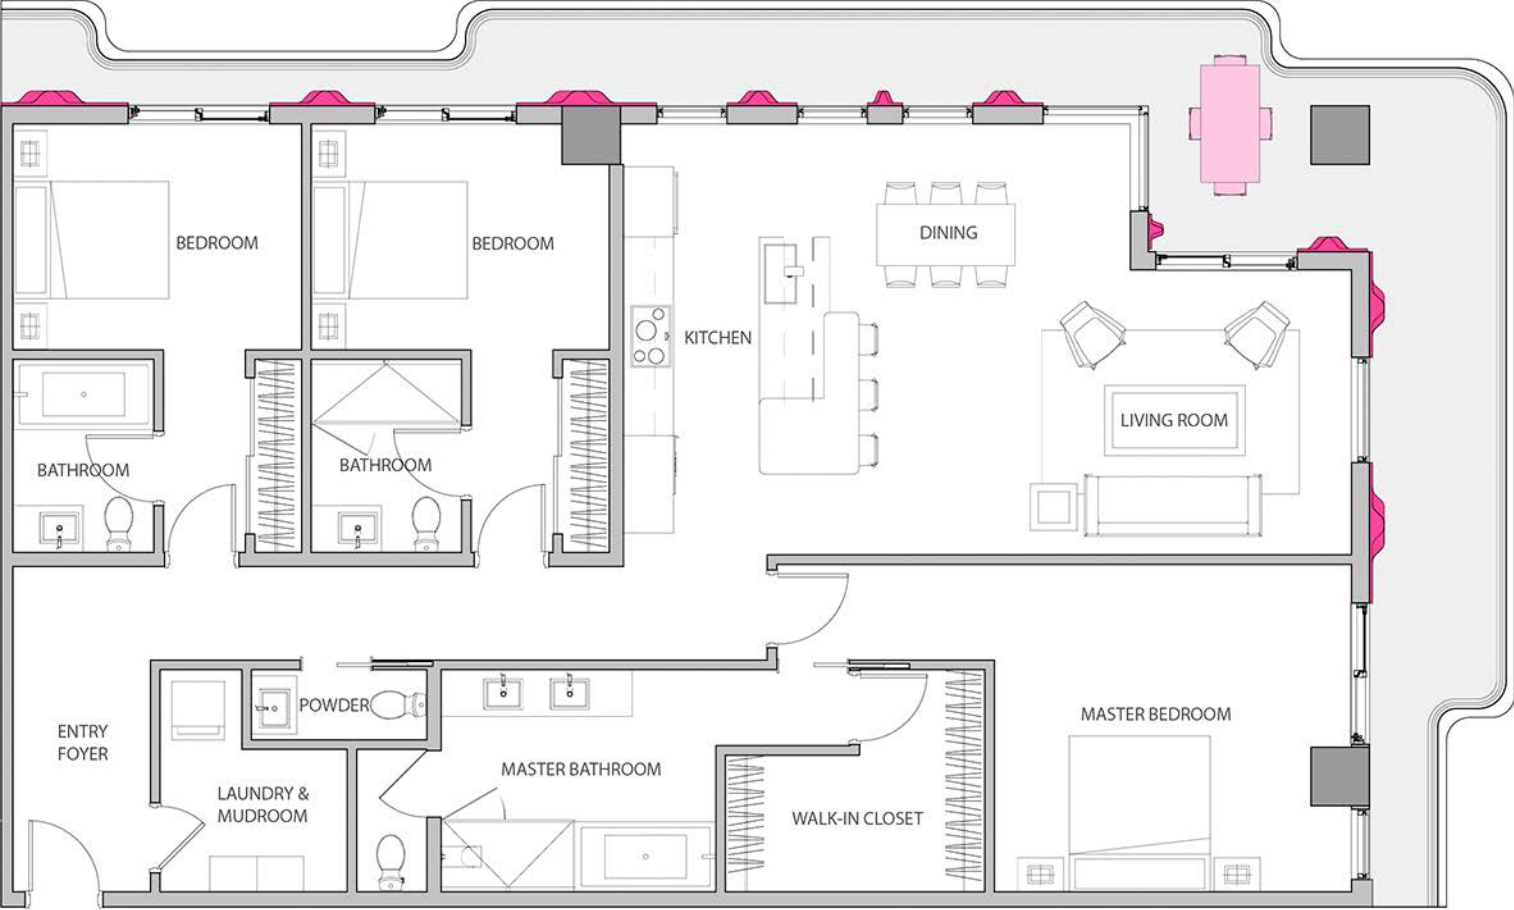 BEDROOM
BEDROOM
DINING
KITCHEN
LIVING ROOM
BATHROOM
BATHROOM
POWDER
MASTER BEDROOM
ENTRY
FOYER
MASTER BATHROOM
LAUNDRY &
MUDROOM
WALK-IN CLOSET